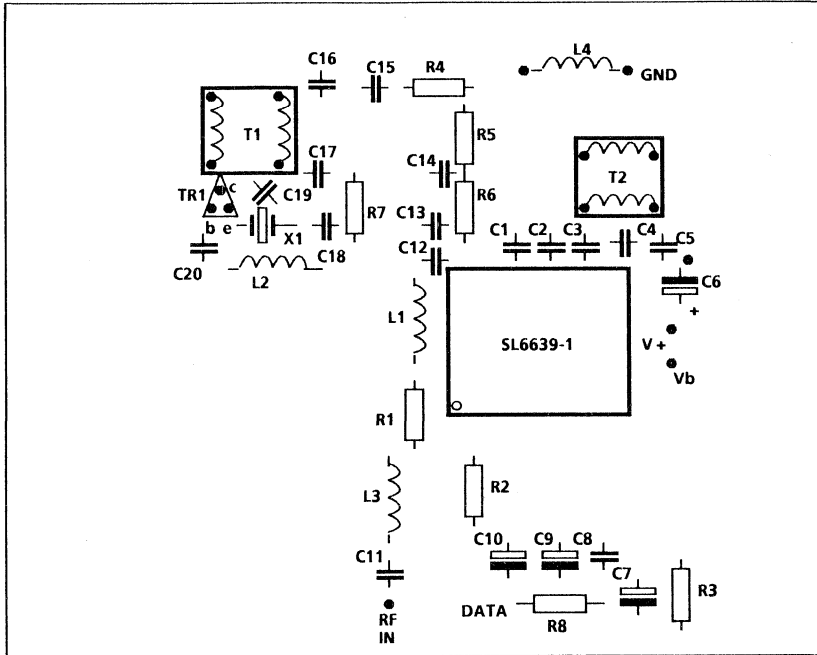 L4
C16
C15
R4
GND
T1
R5
C17
C14
T2
TR1
c
C19
R7
R6
b e
X1
C18
C13
C1
C2
C3
C4
C5
C12
C20
L2
C6
+
L1
SL6639-1
V +
Vb
R1
L3
R2
C10
C9
C8
C11
C7
R3
DATA
R8
RF
IN